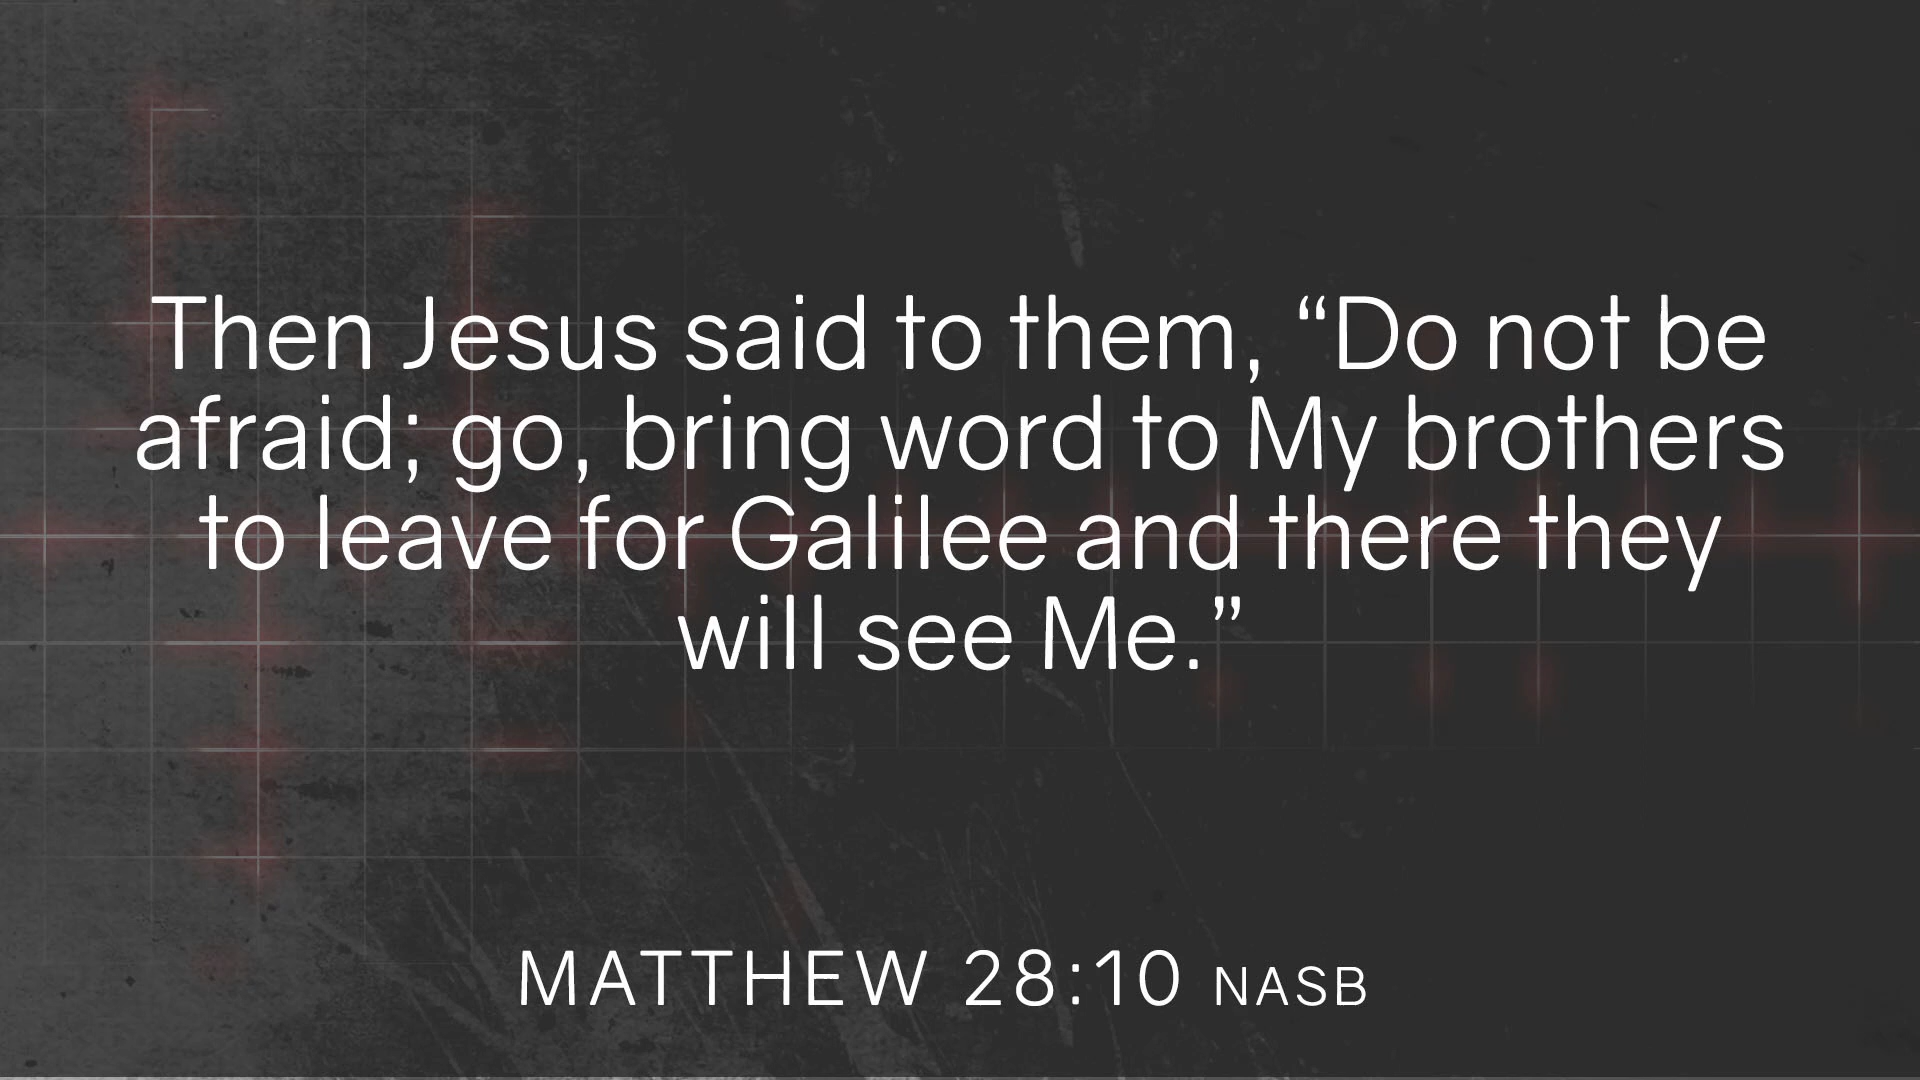 Then Jesus said to them, “Do not be
afraid; go, bring word to My brothers
to leave for Galilee and there they
will see Me.”
MATTHEW 28:10 NASB